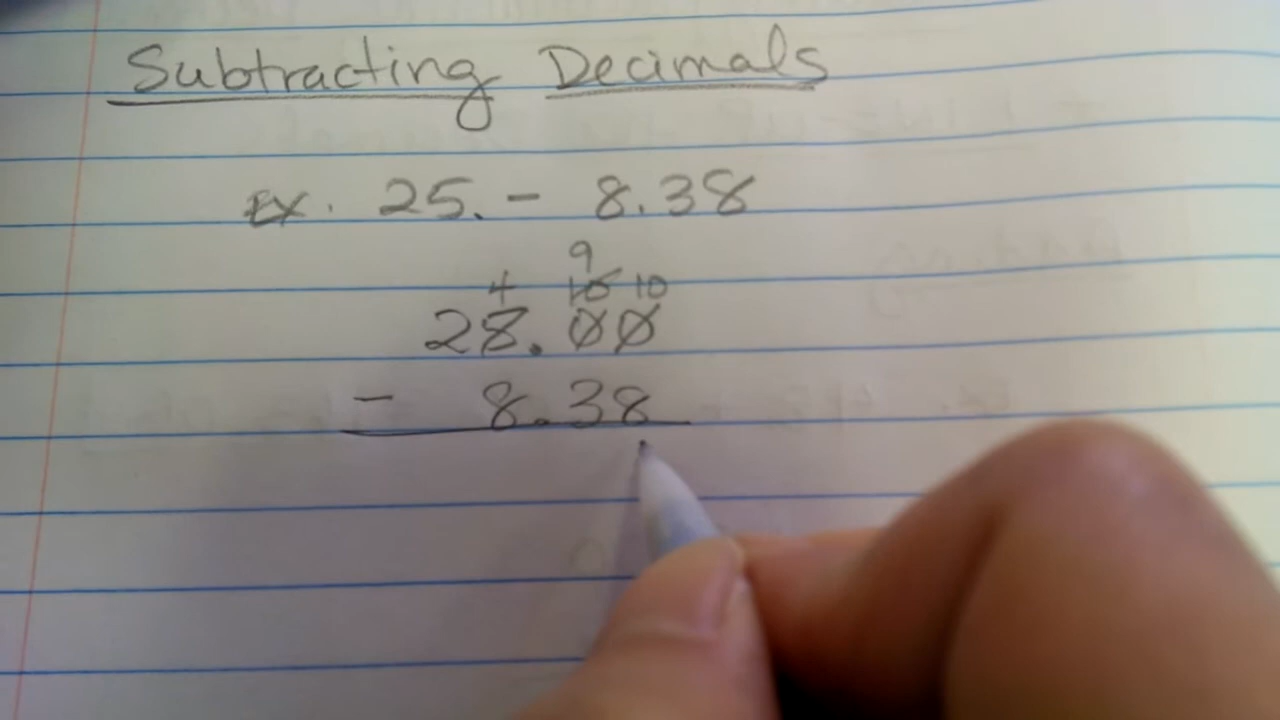 Subtracting Decimals
Ex. 25. - 8.38
9
4 10 10
25.00
- 8.38